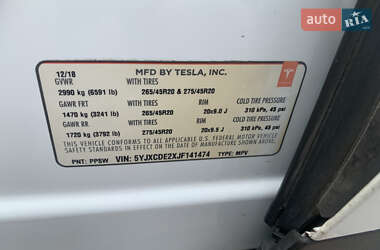 AUTO RIA.com
MFD BY TESLA, INC.
12/18
GVWR WITH TIRES
2990 kg (6591 lb) 265/45R20 & 275/45R20
GAWR FRT WITH TIRES RIM COLD TIRE PRESSURE
1470 kg (3241 lb) 265/45R20 20x9.0 J 310 kPa, 45 psi
GAWR RR WITH TIRES RIM COLD TIRE PRESSURE
1720 kg (3792 lb) 275/45R20 20x9.5 J 310 kPa, 45 psi
THIS VEHICLE CONFORMS TO ALL APPLICABLE U.S. FEDERAL MOTOR VEHICLE
SAFETY STANDARDS IN EFFECT ON THE DATE OF MANUFACTURE SHOWN ABOVE.
PNT: PPSW VIN: 5YJXCDE2XJF141474 TYPE: MPV